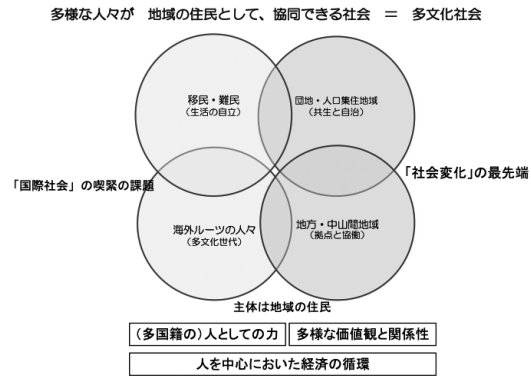 多様な人々が　地域の住民として、協同できる社会　＝　多文化社会
移民・難民
（生活の自立）
団地・人口集住地域
（共生と自治）
「国際社会」の喫緊の課題
「社会変化」の最先端
海外ルーツの人々
（多文化世代）
地方・中山間地域
（拠点と協働）
主体は地域の住民
（多国籍の）人としての力
多様な価値観と関係性
人を中心においた経済の循環